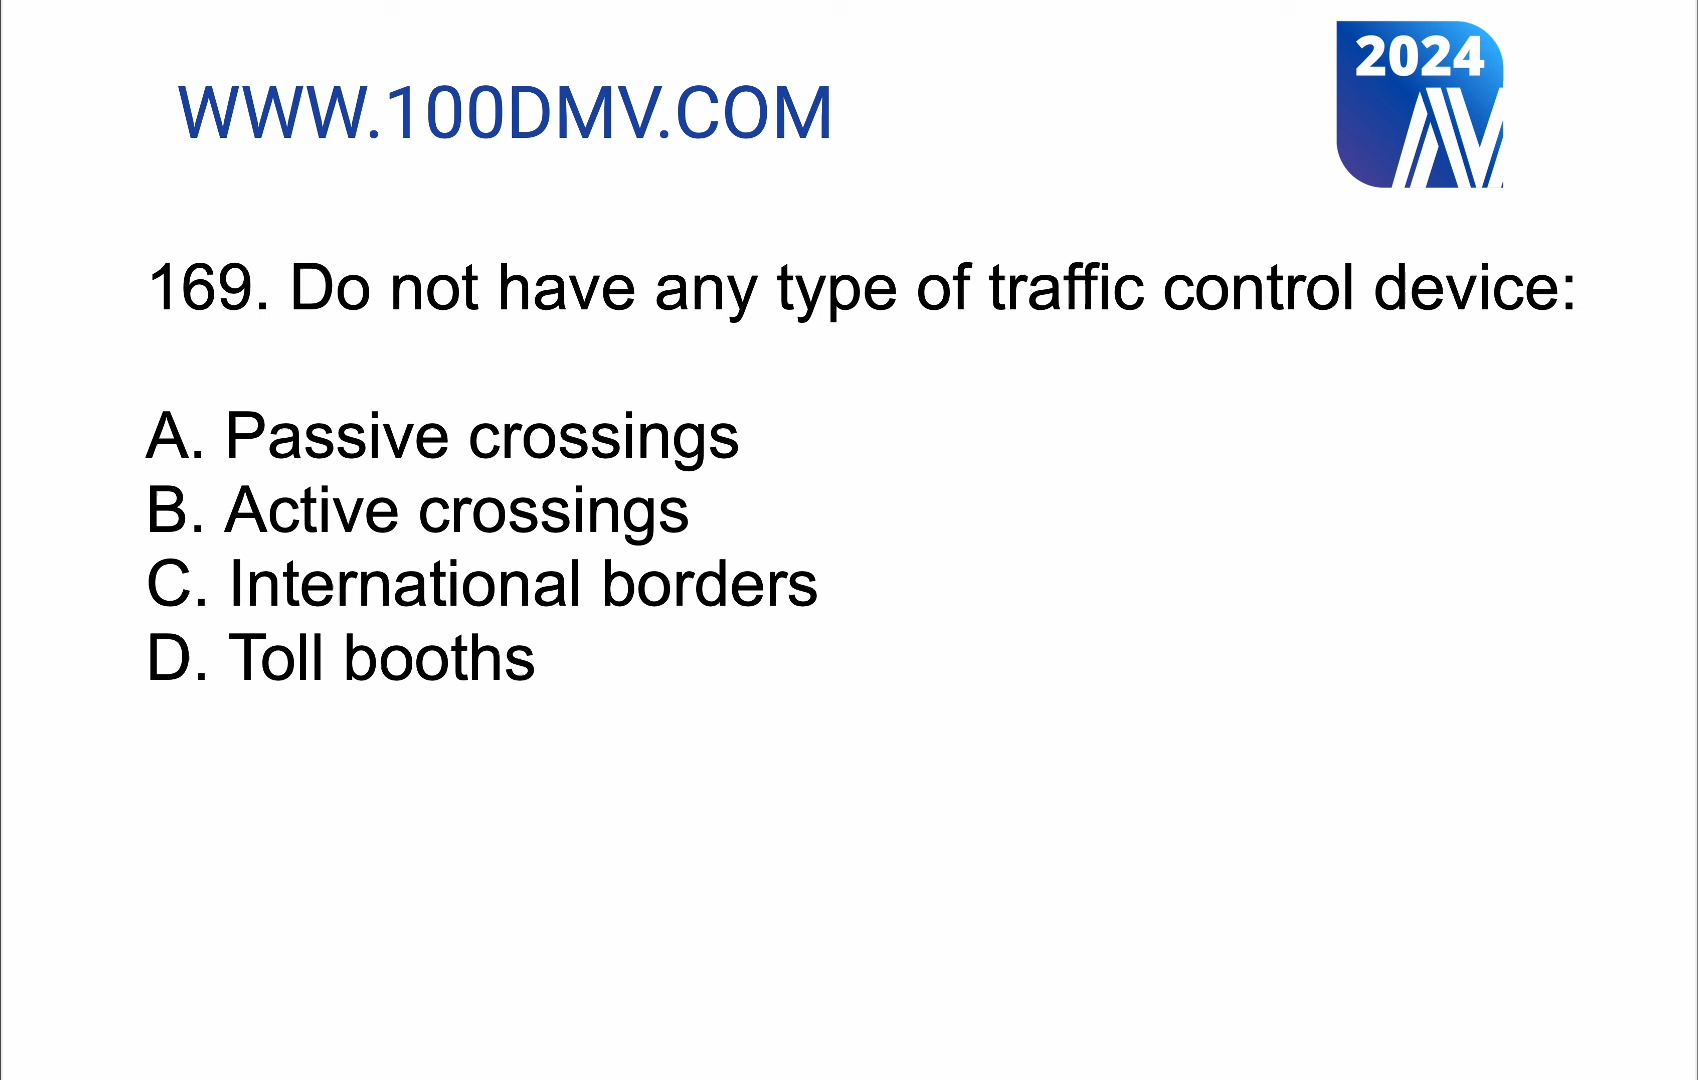 WWW.100DMV.COM
2024
169. Do not have any type of traffic control device:
A. Passive crossings
B. Active crossings
C. International borders
D. Toll booths